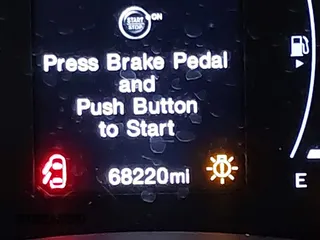 START
STOP
ON
Press Brake Pedal
and
Push Button
to Start
68220mi
E